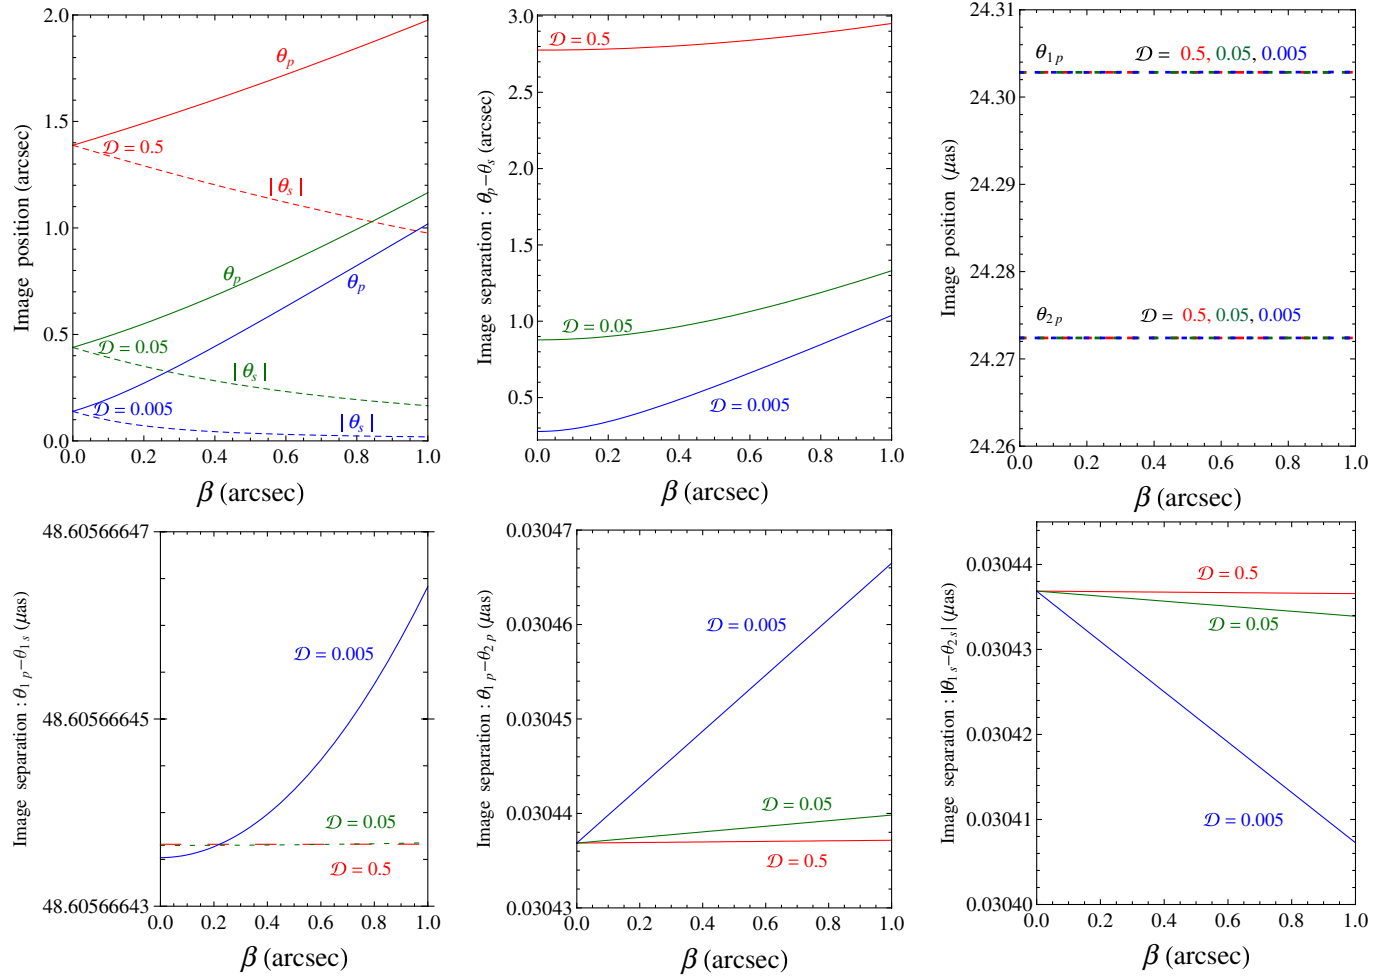 2.0
1.5
1.0
0.5
0.0
0.0 0.2 0.4 0.6 0.8 1.0
Image position (arcsec)
β (arcsec)
θp
𝒟 = 0.5
|θs|
θp
θp
𝒟 = 0.05
|θs|
𝒟 = 0.005
|θs|
3.0
2.5
2.0
3.0
1.5
1.0
0.5
0.0 0.2 0.4 0.6 0.8 1.0
Image separation : θp−θs (arcsec)
β (arcsec)
𝒟 = 0.5
𝒟 = 0.05
𝒟 = 0.005
24.31
24.30
24.29
24.28
24.27
24.26
0.0 0.2 0.4 0.6 0.8 1.0
Image position (μas)
β (arcsec)
θ1p 𝒟 = 0.5, 0.05, 0.005
θ2p 𝒟 = 0.5, 0.05, 0.005
48.60566647
48.60566645
48.60566643
0.0 0.2 0.4 0.6 0.8 1.0
Image separation : θ1p−θ1s (μas)
β (arcsec)
𝒟 = 0.005
𝒟 = 0.05
𝒟 = 0.5
0.03047
0.03046
0.03045
0.03044
0.03043
0.0 0.2 0.4 0.6 0.8 1.0
Image separation : θ1p−θ2p (μas)
β (arcsec)
𝒟 = 0.005
𝒟 = 0.05
𝒟 = 0.5
0.03044
0.03043
0.03042
0.03041
0.03040
0.0 0.2 0.4 0.6 0.8 1.0
Image separation : |θ1s−θ2s| (μas)
β (arcsec)
𝒟 = 0.5
𝒟 = 0.05
𝒟 = 0.005